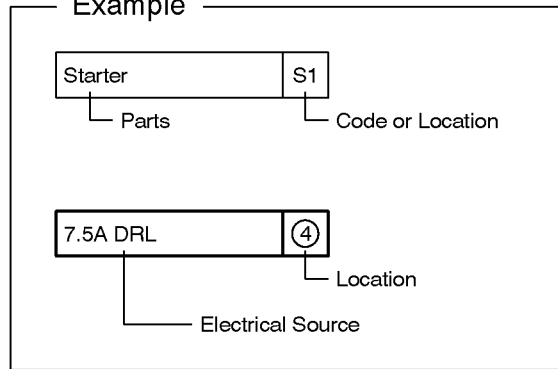 Example
Starter S1
Parts Code or Location
7.5A DRL ④
Location
Electrical Source